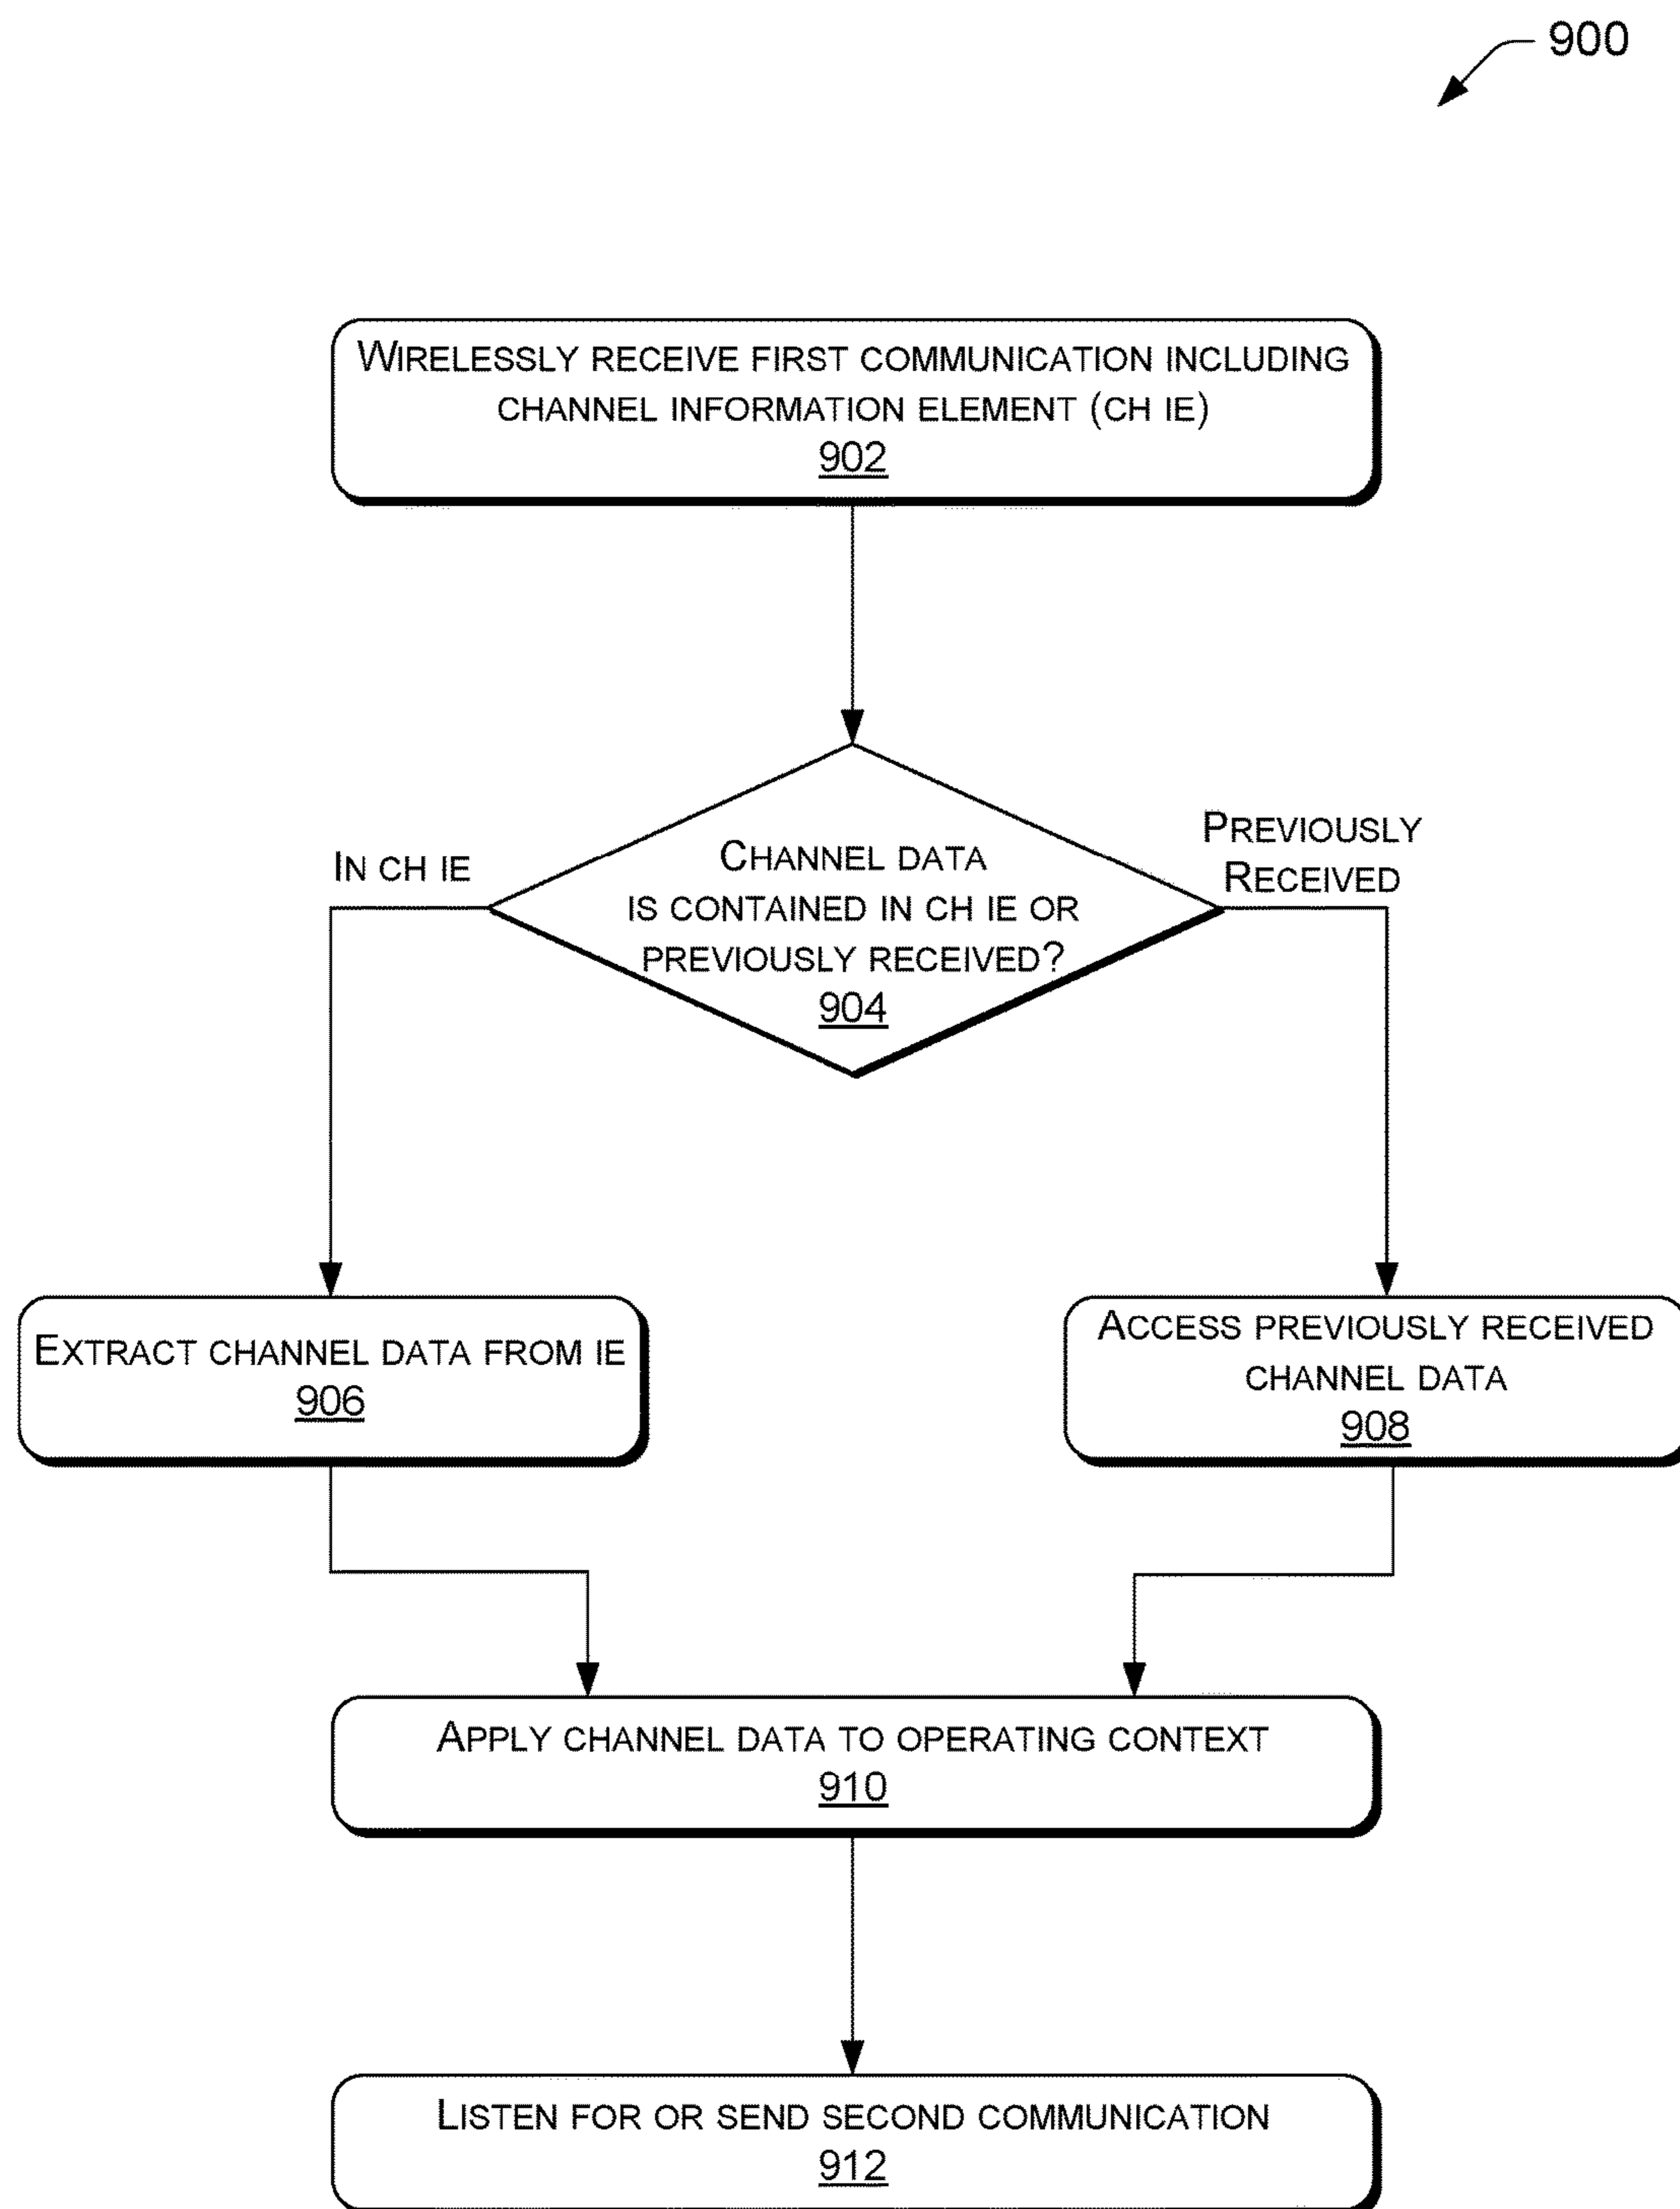 900
WIRELESSLY RECEIVE FIRST COMMUNICATION INCLUDING
CHANNEL INFORMATION ELEMENT (CH IE)
902
CHANNEL DATA
IS CONTAINED IN CH IE OR
PREVIOUSLY RECEIVED?
904
IN CH IE
PREVIOUSLY
RECEIVED
EXTRACT CHANNEL DATA FROM IE
906
ACCESS PREVIOUSLY RECEIVED
CHANNEL DATA
908
APPLY CHANNEL DATA TO OPERATING CONTEXT
910
LISTEN FOR OR SEND SECOND COMMUNICATION
912